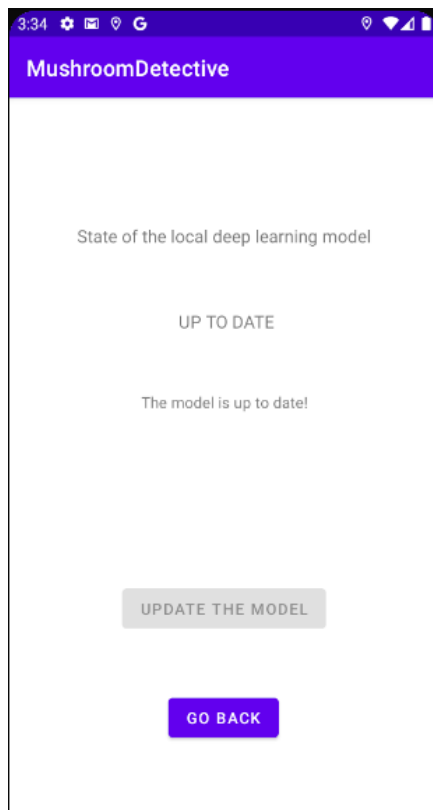 3:34
MushroomDetective
State of the local deep learning model
UP TO DATE
The model is up to date!
UPDATE THE MODEL
GO BACK